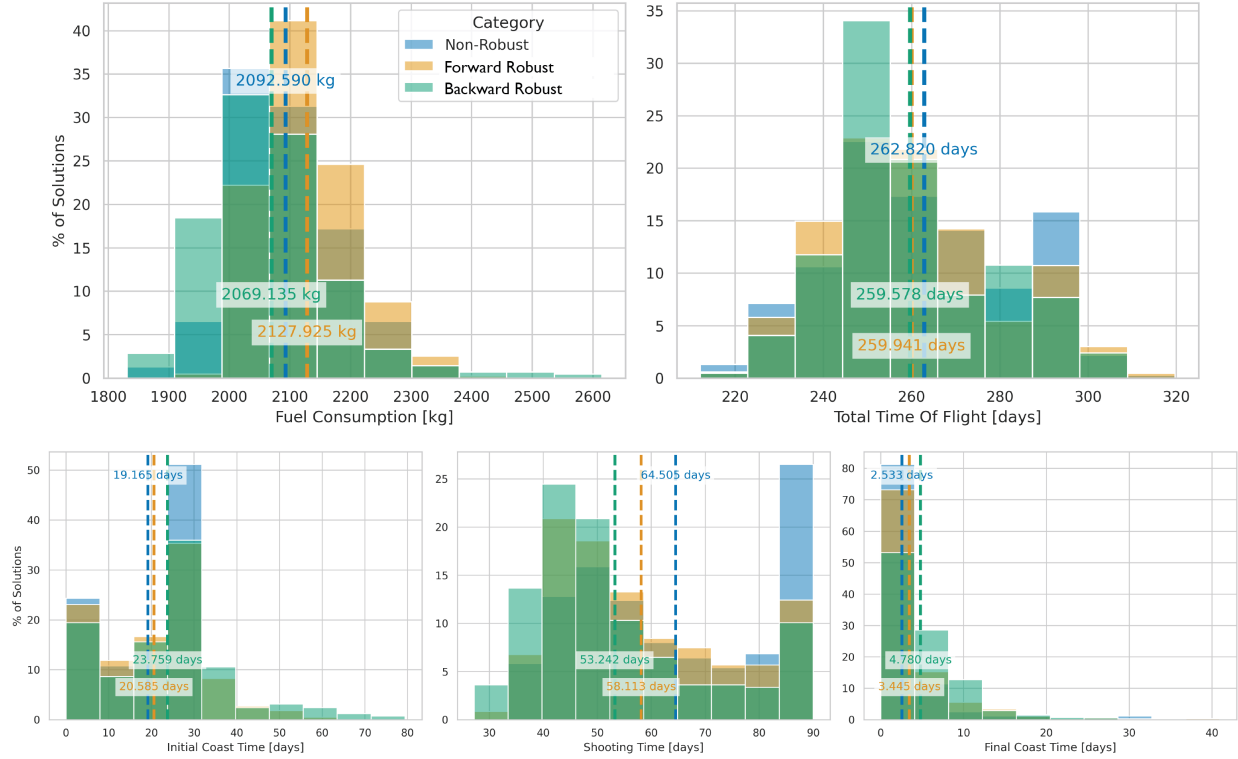 Category
Non-Robust
Forward Robust
Backward Robust
2092.590 kg
2069.135 kg
2127.925 kg
% of Solutions
0
5
10
15
20
25
30
35
40
1800
1900
2000
2100
2200
2300
2400
2500
2600
Fuel Consumption [kg]
262.820 days
259.578 days
259.941 days
0
5
10
15
20
25
30
35
220
240
260
280
300
320
Total Time Of Flight [days]
19.165 days
23.759 days
20.585 days
% of Solutions
0
10
20
30
40
50
0
10
20
30
40
50
60
70
80
Initial Coast Time [days]
64.505 days
53.242 days
58.113 days
0
5
10
15
20
25
30
40
50
60
70
80
90
Shooting Time [days]
2.533 days
4.780 days
3.445 days
0
10
20
30
40
50
60
70
80
0
10
20
30
40
Final Coast Time [days]